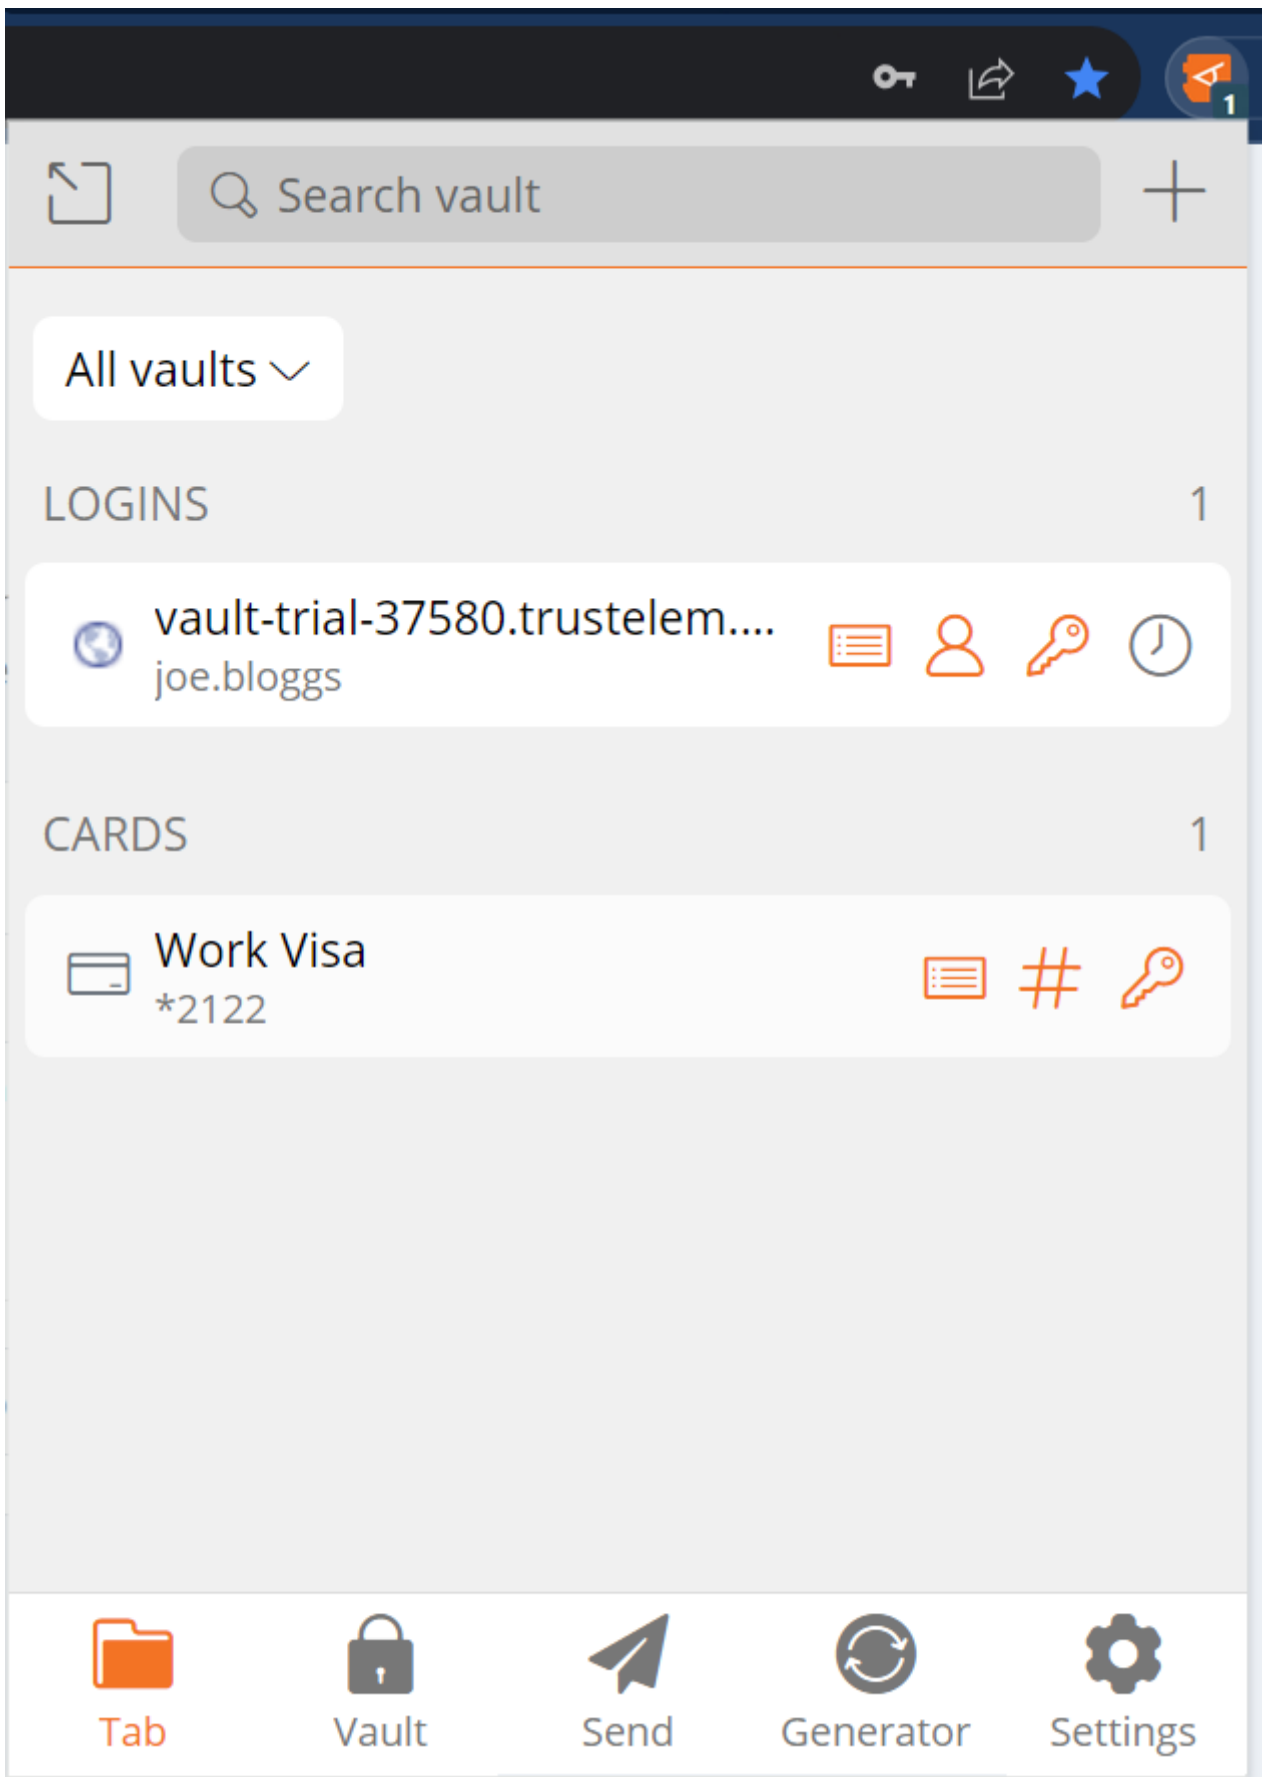 1
Search vault
All vaults
LOGINS 1
vault-trial-37580.trustelem....
joe.bloggs
CARDS 1
Work Visa
*2122
Tab Vault Send Generator Settings